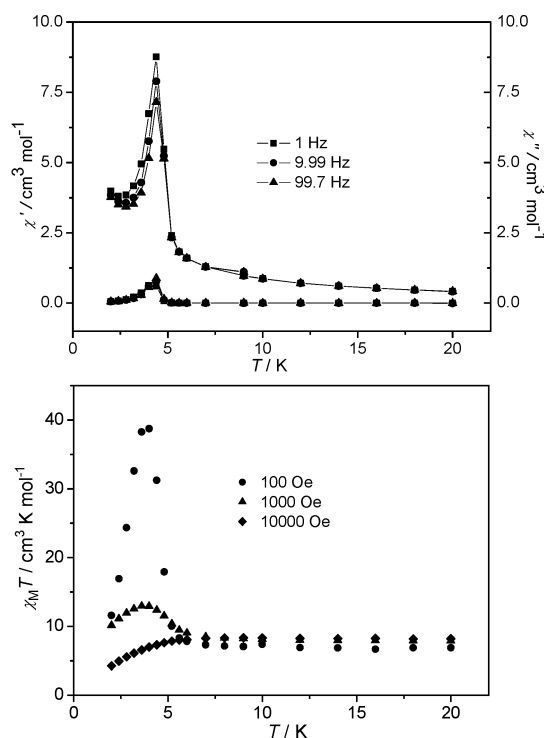 10.0
7.5
5.0
2.5
0.0
χ′/cm³ mol⁻¹
1 Hz
9.99 Hz
99.7 Hz
10.0
7.5
5.0
2.5
0.0
χ″/cm³ mol⁻¹
0 5 10 15 20
T / K
40
30
20
10
0
χMT / cm³ K mol⁻¹
100 Oe
1000 Oe
10000 Oe
0 5 10 15 20
T / K